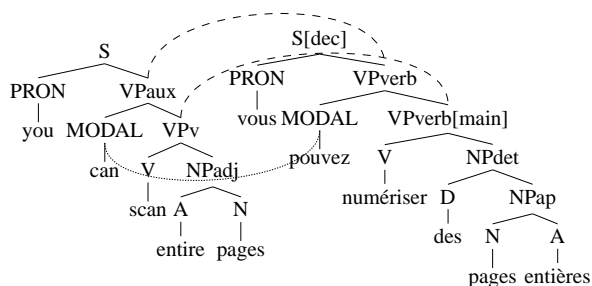 S S[dec]
PRON VPaux PRON VPverb
you MODAL VPv vous MODAL VPverb[main]
can V NPadj pouvez V NPdet
scan A N numériser D NPap
entire pages des N A
pages entières